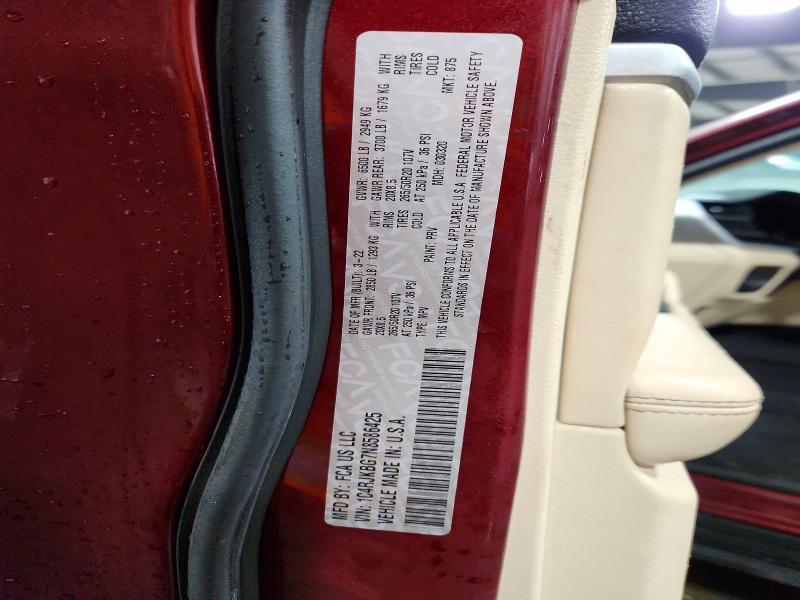 MFD BY: FCA US LLC
DATE OF MFR (BUILT): 3-22
GVWR: 6500 LB / 2949 KG
GAWR FRONT: 2850 LB / 1293 KG WITH
GAWR REAR: 3700 LB / 1679 KG WITH
20X8.5 RIMS
20X8.5 RIMS
265/50R20 107V TIRES
265/50R20 107V TIRES
AT 250 kPa / 36 PSI COLD
AT 250 kPa / 36 PSI COLD
VIN: 1C4RJKBG7N8586425
TYPE: MPV
MDH: 030320
MKT: 875
VEHICLE MADE IN: U.S.A.
PAINT: PRV
THIS VEHICLE CONFORMS TO ALL APPLICABLE U.S.A. FEDERAL MOTOR VEHICLE SAFETY
STANDARDS IN EFFECT ON THE DATE OF MANUFACTURE SHOWN ABOVE.